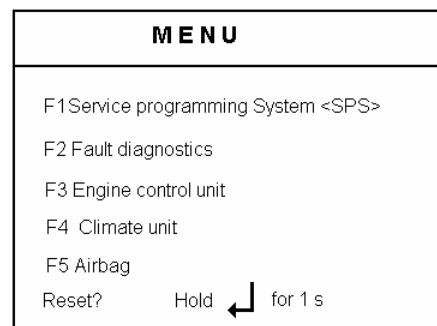 MENU
F1Service programming System <SPS>
F2 Fault diagnostics
F3 Engine control unit
F4 Climate unit
F5 Airbag
Reset? Hold ↲ for 1 s